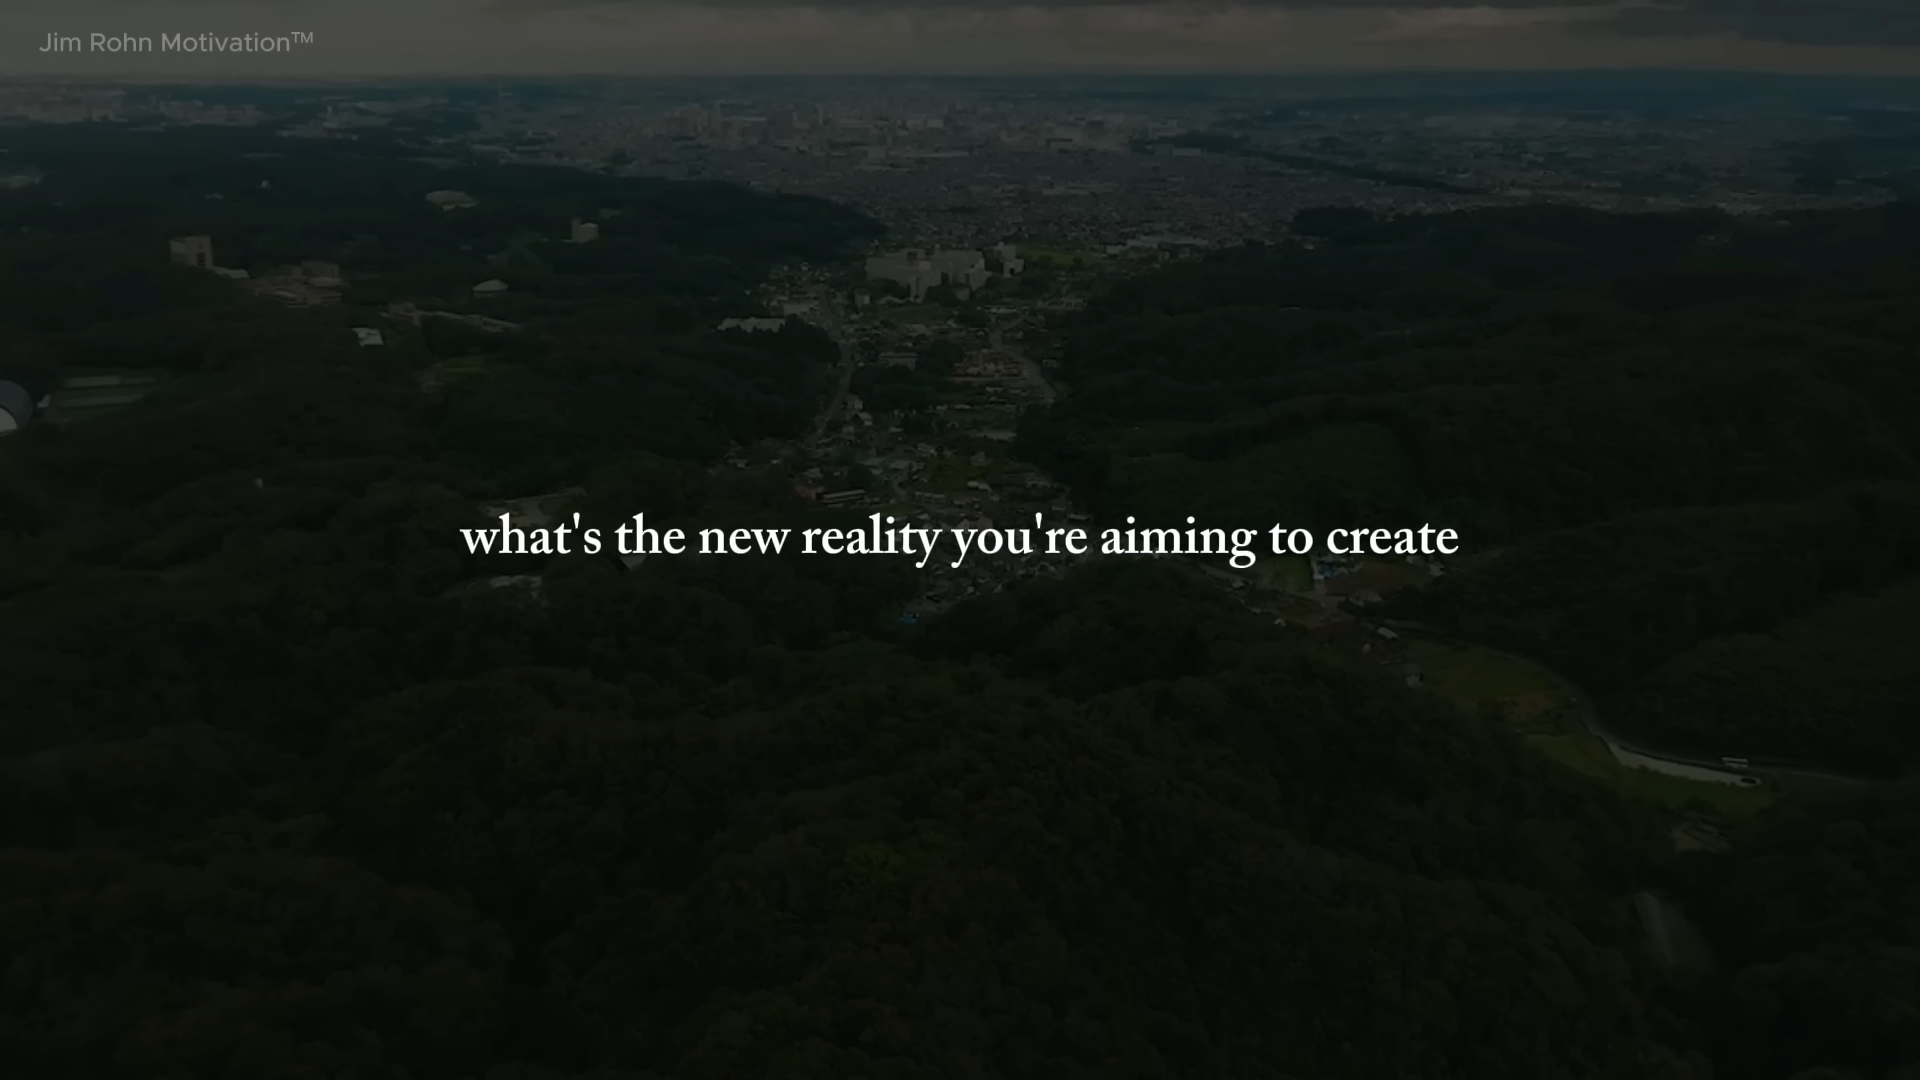 Jim Rohn Motivation™
what's the new reality you're aiming to create